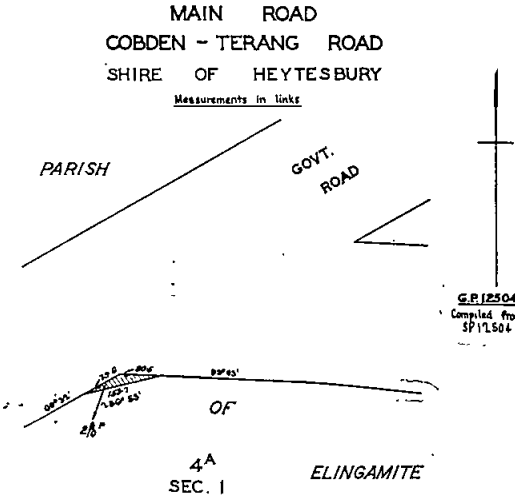 MAIN ROAD
COBDEN - TERANG ROAD
SHIRE OF HEYTESBURY
Measurements in links
PARISH
GOVT.
ROAD
G.P.12504
Compiled fro
SP12504
OF
4A
SEC. 1
ELINGAMITE